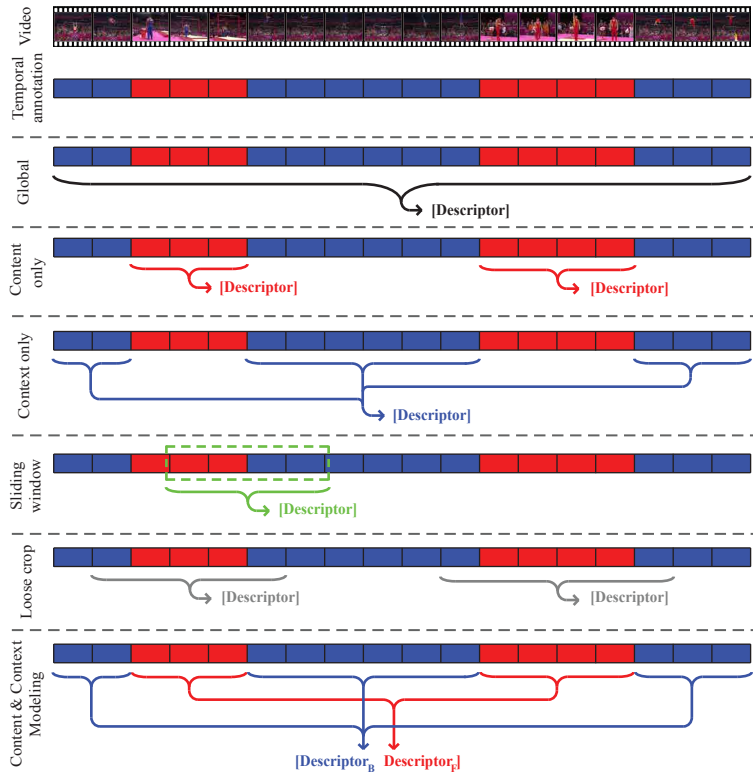 Video
Temporal
annotation
Global
[Descriptor]
Content
only
[Descriptor]
[Descriptor]
Context only
[Descriptor]
Sliding
window
[Descriptor]
Loose crop
[Descriptor]
[Descriptor]
Content & Context
Modeling
[DescriptorB DescriptorF]